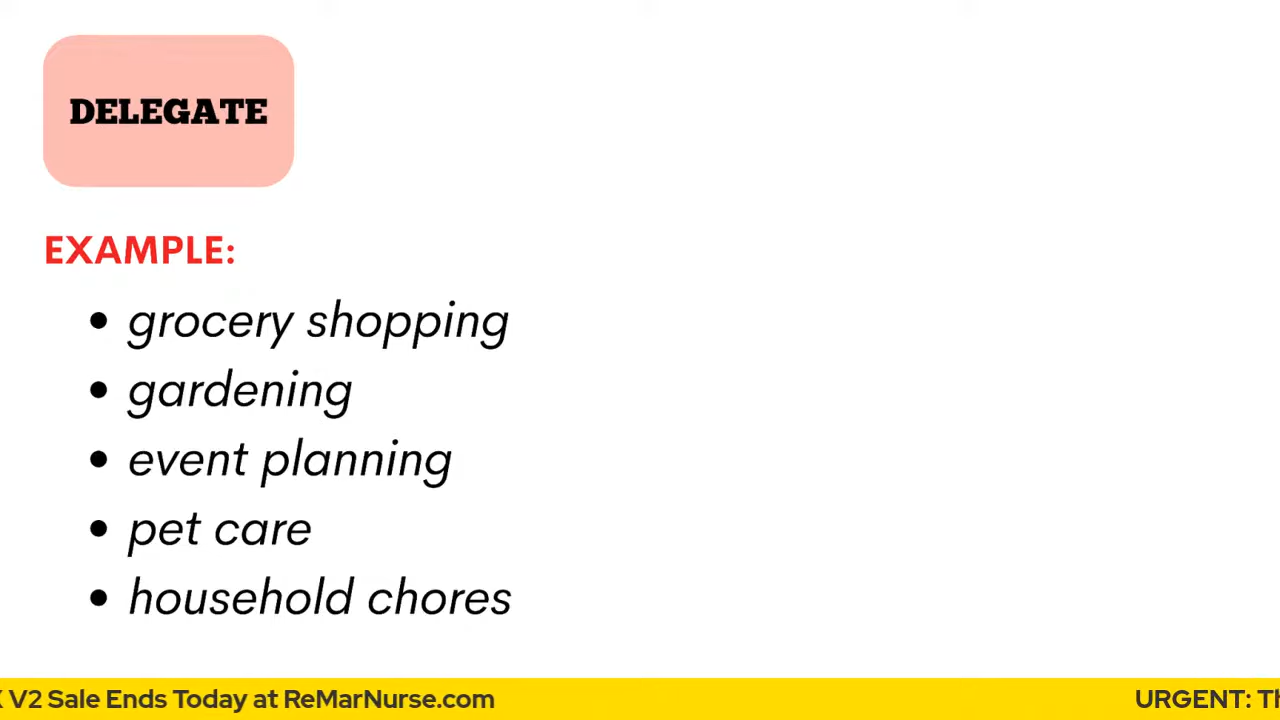 DELEGATE
EXAMPLE:
• grocery shopping
• gardening
• event planning
• pet care
• household chores
V2 Sale Ends Today at ReMarNurse.com
URGENT: